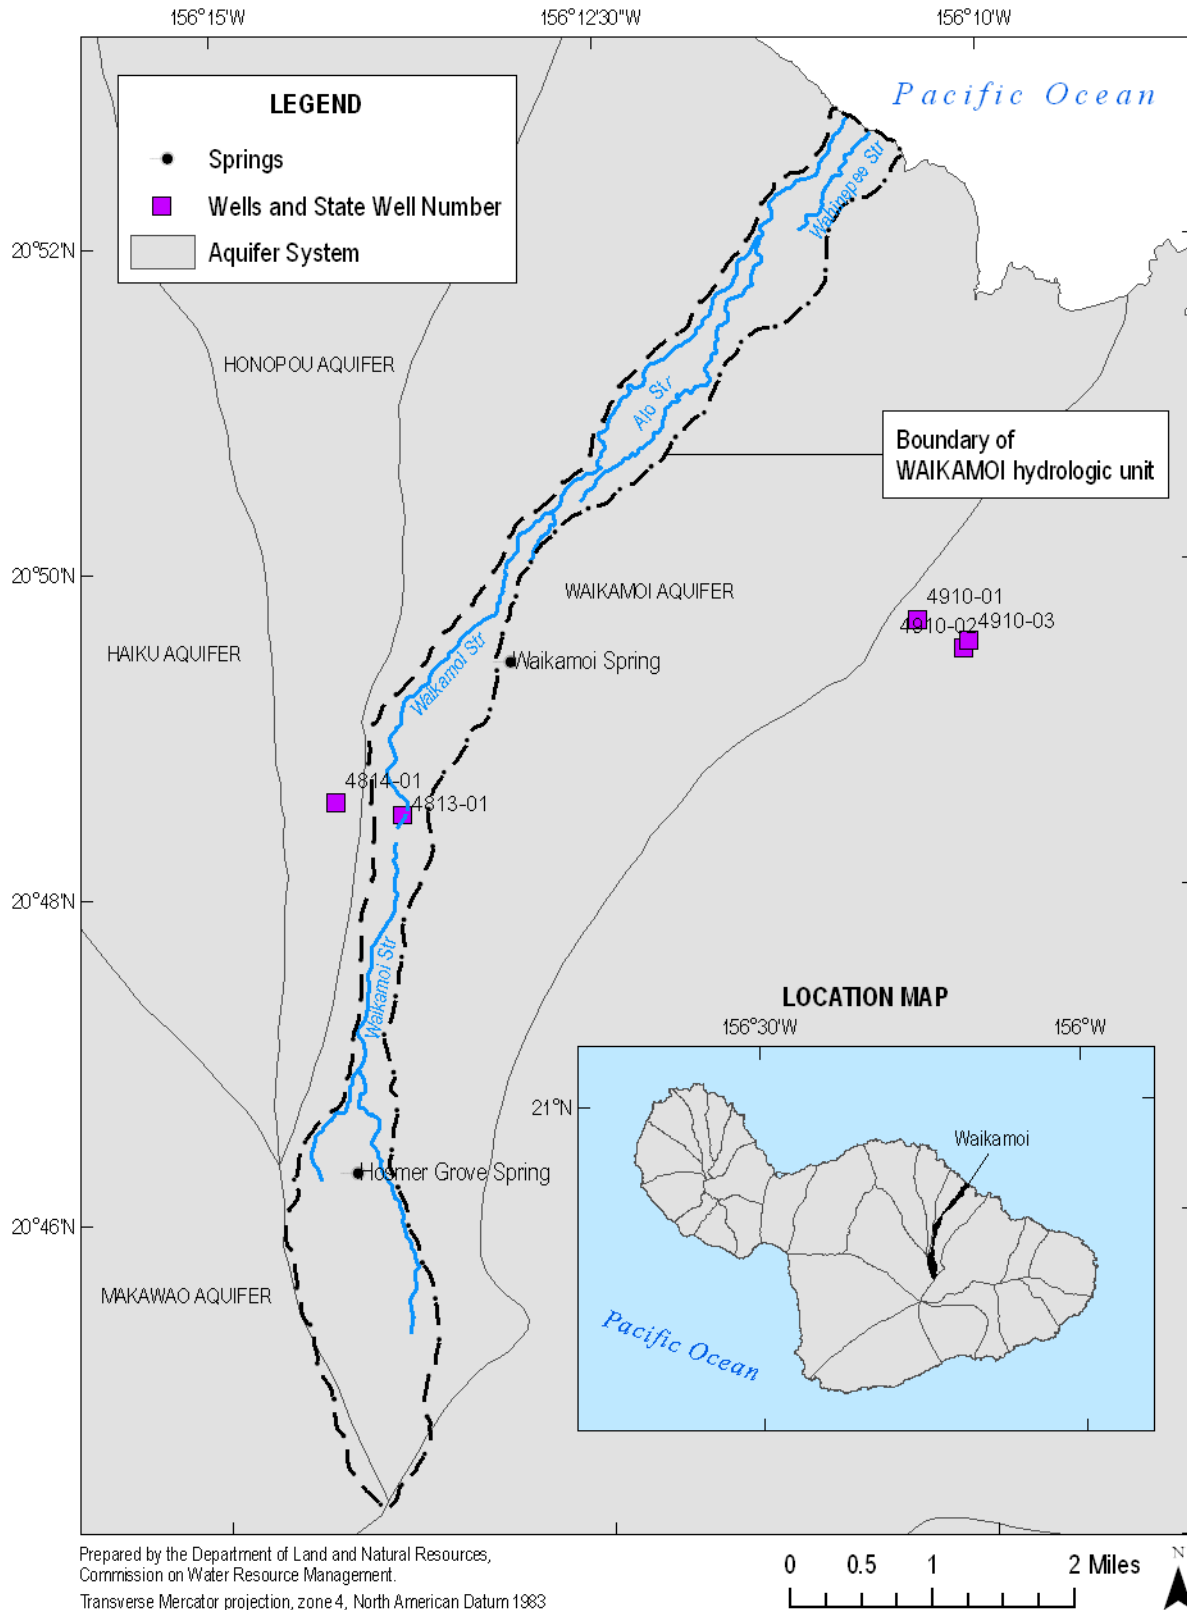 156°15'W
156°12'30"W
156°10'W
Pacific Ocean
LEGEND
Springs
Wells and State Well Number
Aquifer System
Wahinepee Str
20°52'N
HONOPOU AQUIFER
Alo Str
Boundary of
WAIKAMOI hydrologic unit
20°50'N
WAIKAMOI AQUIFER
4910-01
4910-02
4910-03
HAIKU AQUIFER
Waikamoi Str
Waikamoi Spring
4814-01
4813-01
20°48'N
Waikamoi Str
LOCATION MAP
156°30'W
156°W
21°N
Waikamoi
Hosmer Grove Spring
20°46'N
MAKAWAO AQUIFER
Pacific Ocean
Prepared by the Department of Land and Natural Resources,
Commission on Water Resource Management.
Transverse Mercator projection, zone 4, North American Datum 1983
0 0.5 1 2 Miles
N